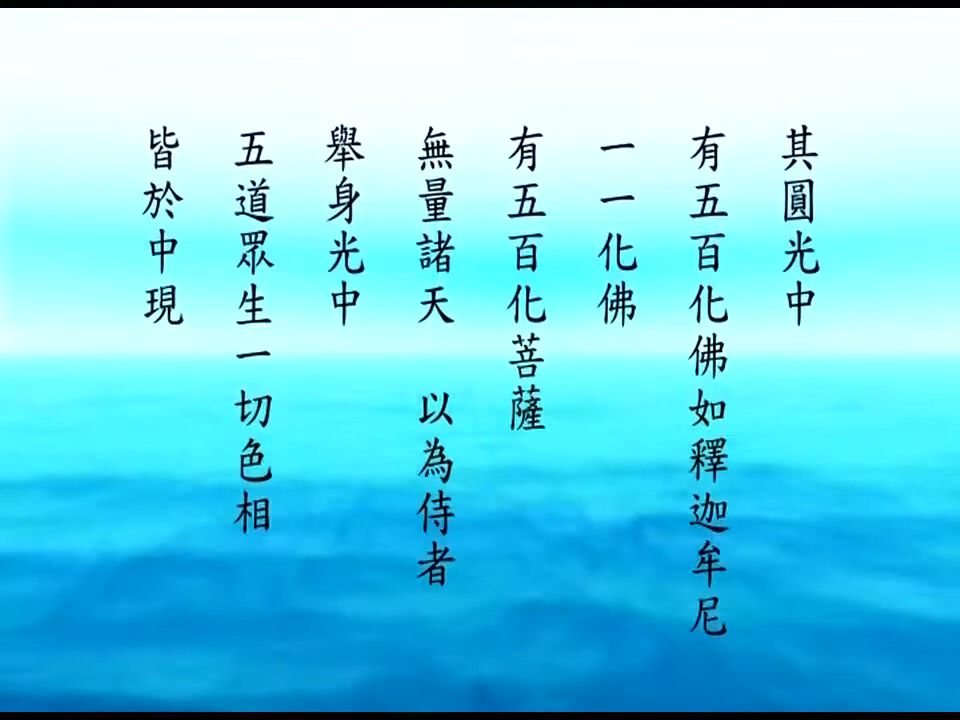 其圓光中
有五百化佛如釋迦牟尼
一一化佛
有五百化菩薩
無量諸天　以為侍者
舉身光中
五道眾生一切色相
皆於中現